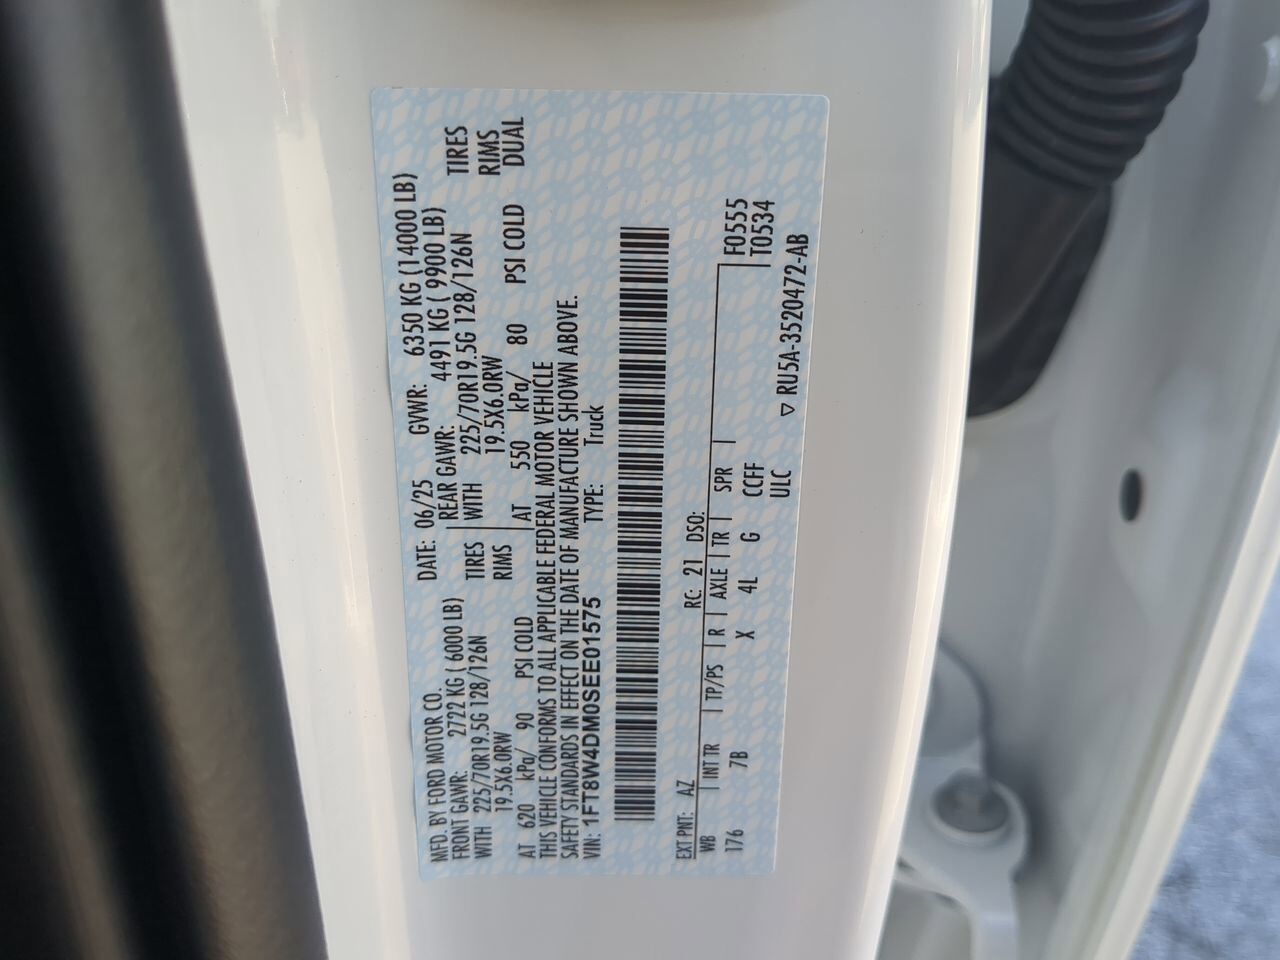 MFD. BY FORD MOTOR CO.
DATE: 06/25 GVWR: 6350 KG (14000 LB)
FRONT GAWR: 2722 KG ( 6000 LB)
REAR GAWR: 4491 KG ( 9900 LB)
WITH 225/70R19.5G 128/126N TIRES
WITH 225/70R19.5G 128/126N TIRES
19.5X6.0RW RIMS
19.5X6.0RW RIMS
AT 620 kPa/ 90 PSI COLD
AT 550 kPa/ 80 PSI COLD DUAL
THIS VEHICLE CONFORMS TO ALL APPLICABLE FEDERAL MOTOR VEHICLE
SAFETY STANDARDS IN EFFECT ON THE DATE OF MANUFACTURE SHOWN ABOVE.
VIN: 1FT8W4DM0SEE01575 TYPE: Truck
EXT PNT: AZ RC: 21 DSO:
WB INT TR TP/PS R AXLE TR SPR F0555
176 7B X 4L G CCFF T0534
ULC
RU5A-3520472-AB